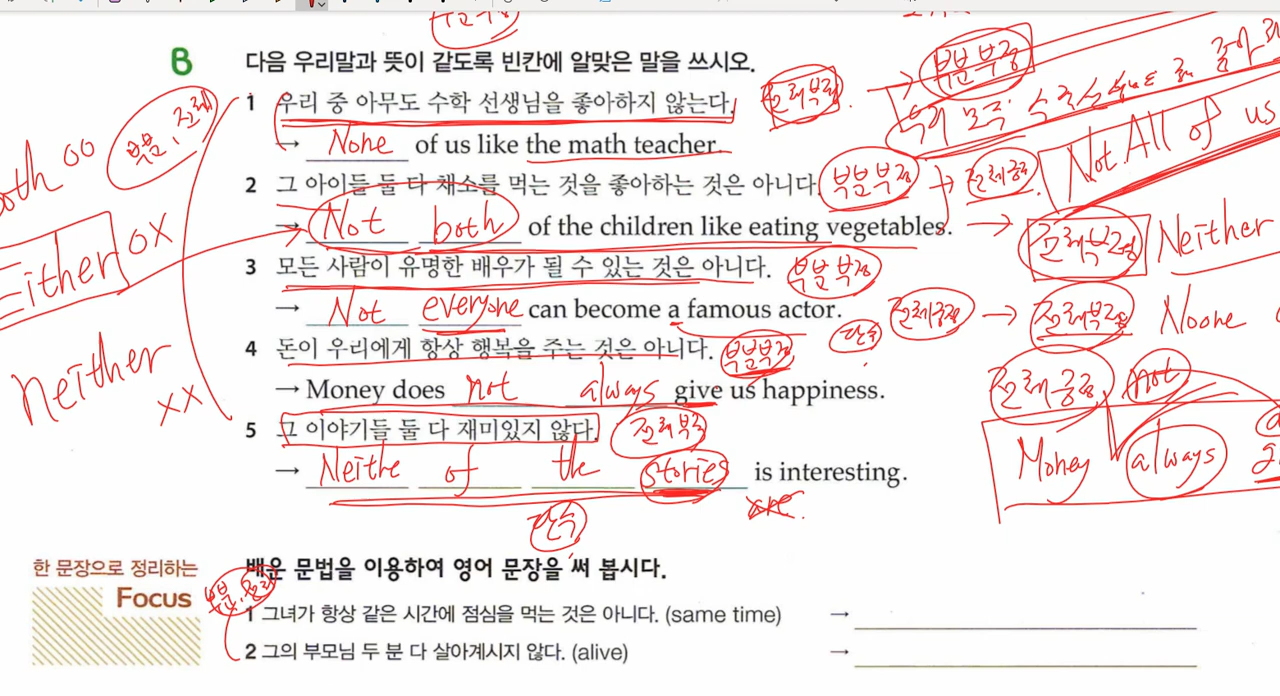 B 다음 우리말과 뜻이 같도록 빈칸에 알맞은 말을 쓰시오.
부분부정
1 우리 중 아무도 수학 선생님을 좋아하지 않는다. 전체부정
→ None of us like the math teacher.
Not All of us
부분, 전체
both oo
2 그 아이들 둘 다 채소를 먹는 것을 좋아하는 것은 아니다. 부분부정 → 전체긍정
→ Not both of the children like eating vegetables. → 전체부정 Neither
Either ox
3 모든 사람이 유명한 배우가 될 수 있는 것은 아니다. 부분부정
→ Not everyone can become a famous actor. 전체긍정 → 전체부정 Noone
단수
4 돈이 우리에게 항상 행복을 주는 것은 아니다. 부분부정
→ Money does not always give us happiness. 전체긍정 not
neither xx
5 그 이야기들 둘 다 재미있지 않다. 전체부정
→ Neithe of the stories is interesting. Money always
are
단수
한 문장으로 정리하는
Focus
배운 문법을 이용하여 영어 문장을 써 봅시다.
1 그녀가 항상 같은 시간에 점심을 먹는 것은 아니다. (same time) →
2 그의 부모님 두 분 다 살아계시지 않다. (alive) →